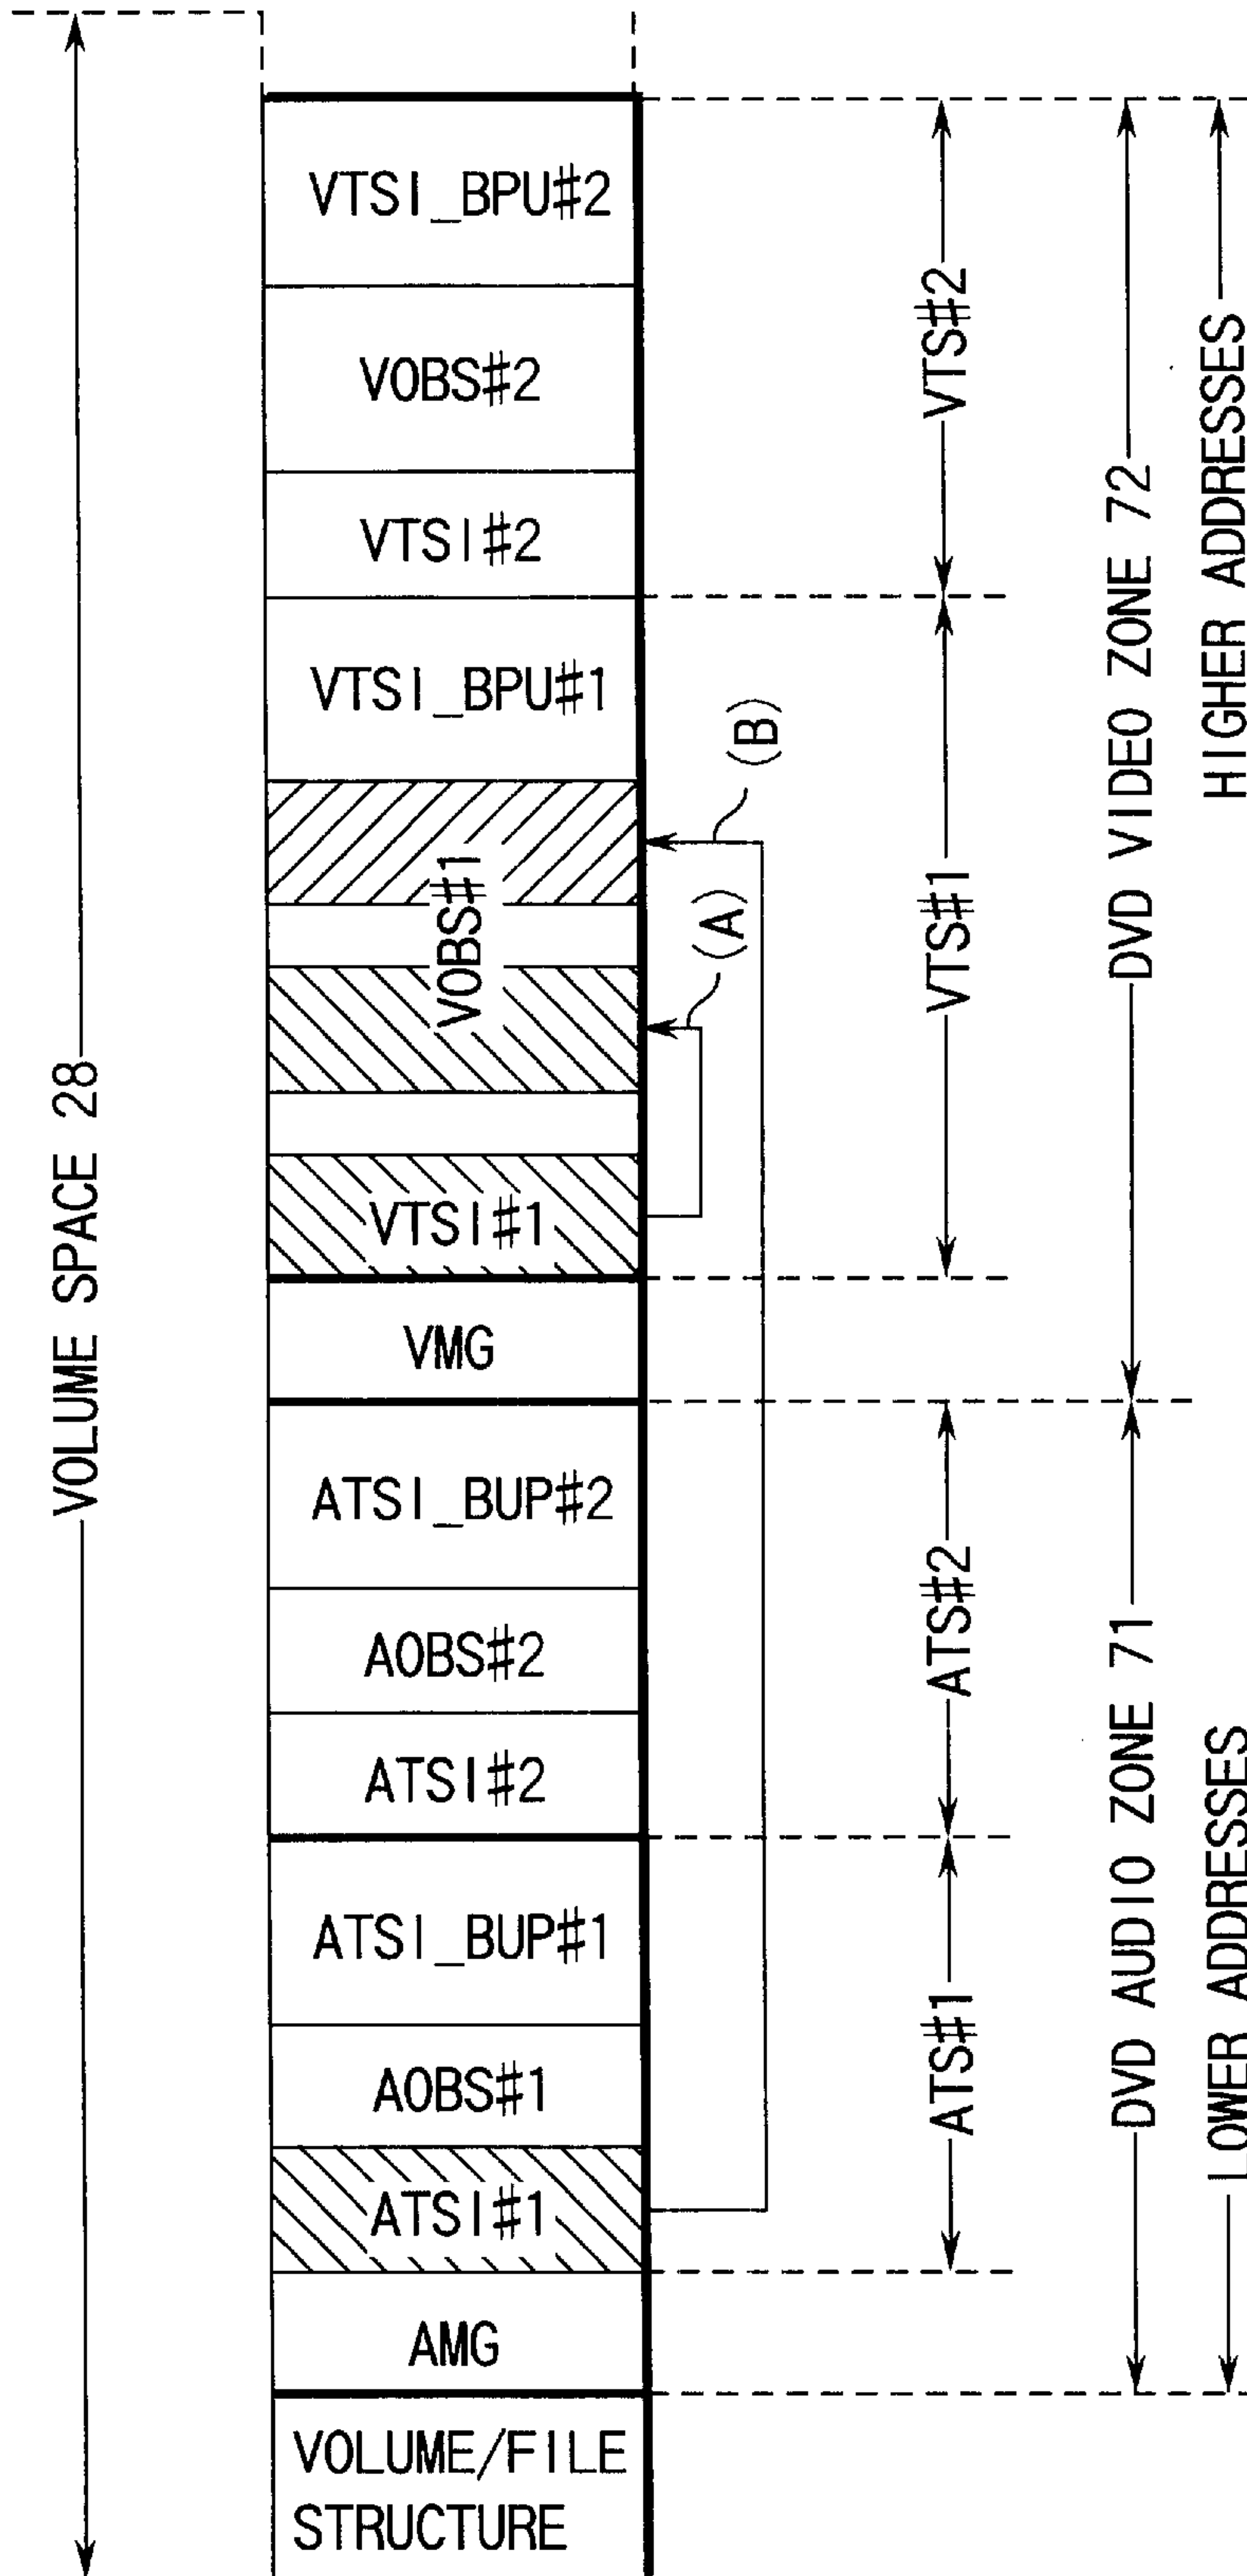 VOLUME SPACE 28
VTSI_BPU#2
VOBS#2
VTSI#2
VTSI_BPU#1
VOBS#1
VTSI#1
VMG
ATSI_BUP#2
AOBS#2
ATSI#2
ATSI_BUP#1
AOBS#1
ATSI#1
AMG
VOLUME/FILE
STRUCTURE
(B)
(A)
VTS#2
VTS#1
ATS#2
ATS#1
DVD VIDEO ZONE 72
DVD AUDIO ZONE 71
HIGHER ADDRESSES
LOWER ADDRESSES